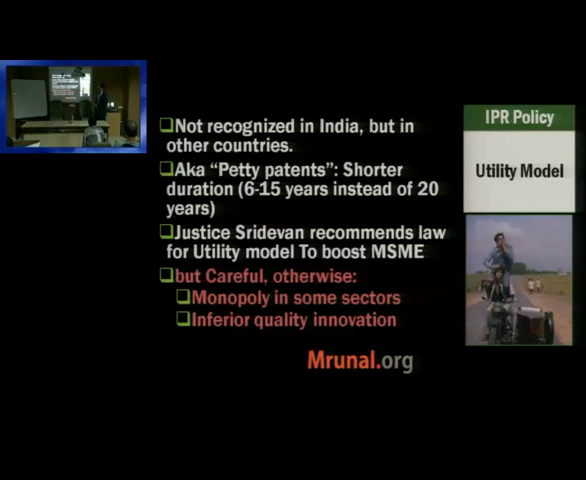 Not recognized in India, but in
other countries.
Aka "Petty patents": Shorter
duration (6-15 years instead of 20
years)
Justice Sridevan recommends law
for Utility model To boost MSME
but Careful, otherwise:
Monopoly in some sectors
Inferior quality innovation
Mrunal.org
IPR Policy
Utility Model